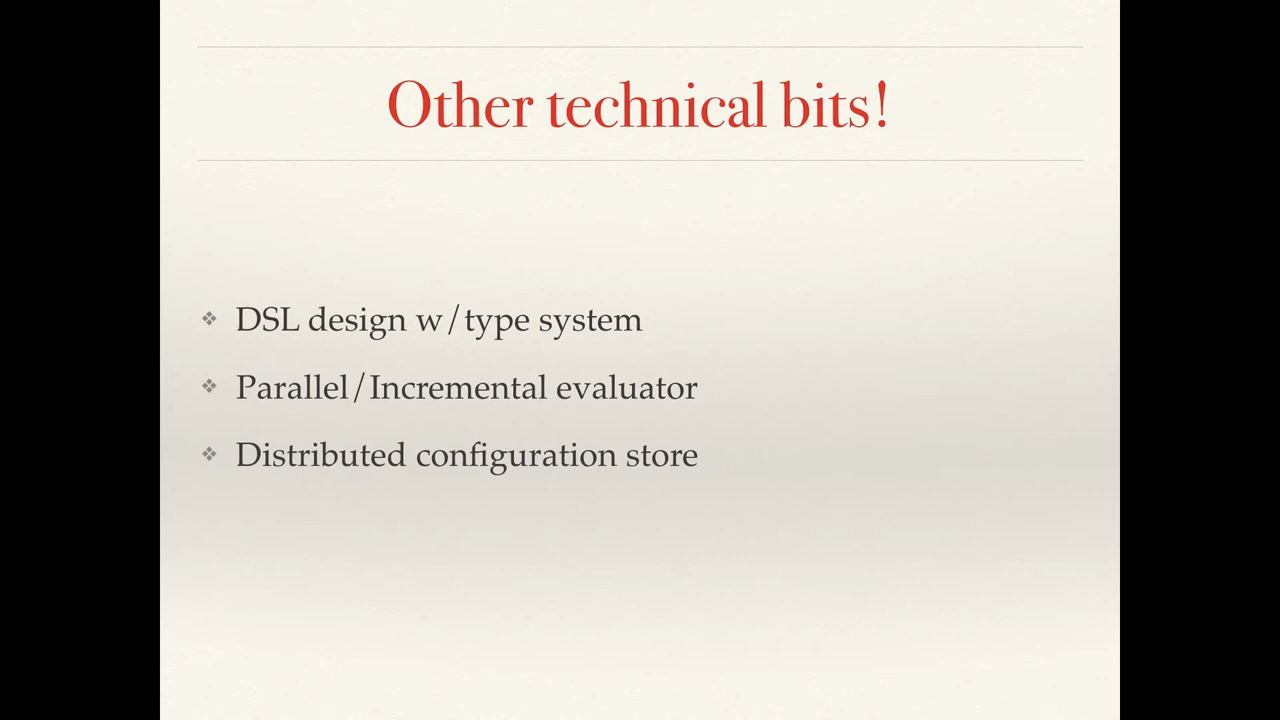 Other technical bits!
DSL design w/type system
Parallel/Incremental evaluator
Distributed configuration store